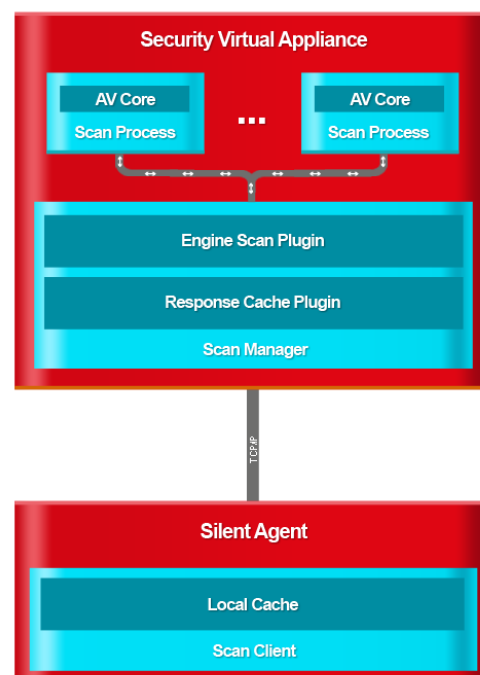 Security Virtual Appliance
AV Core
Scan Process
...
AV Core
Scan Process
Engine Scan Plugin
Response Cache Plugin
Scan Manager
TCP/IP
Silent Agent
Local Cache
Scan Client